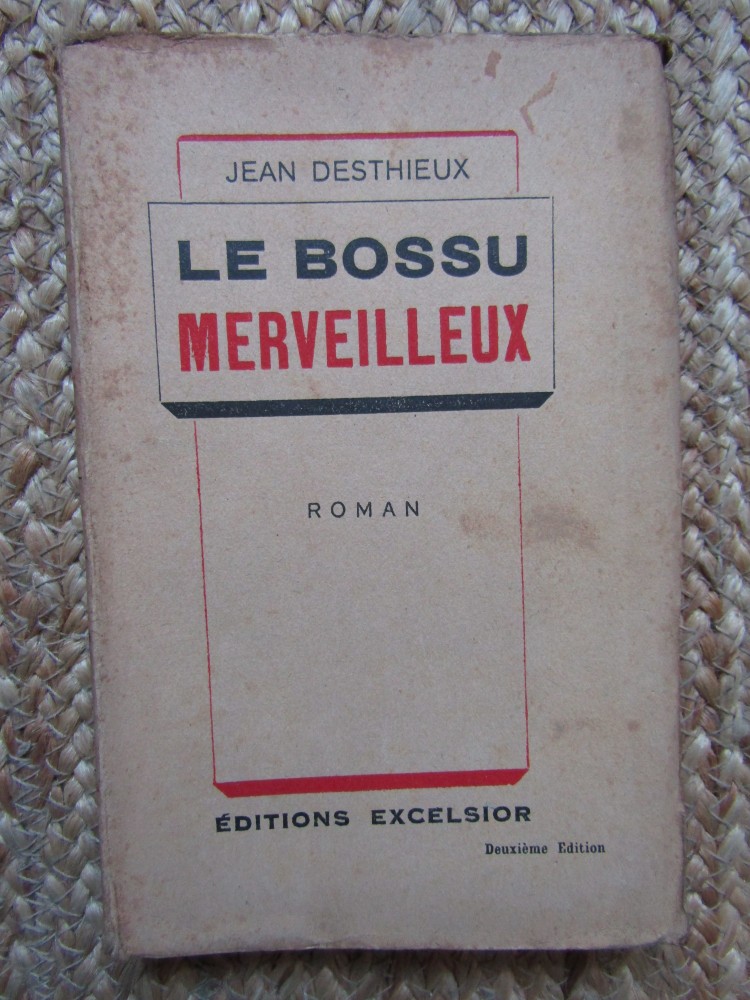 JEAN DESTHIEUX
LE BOSSU
MERVEILLEUX
ROMAN
ÉDITIONS EXCELSIOR
Deuxième Edition